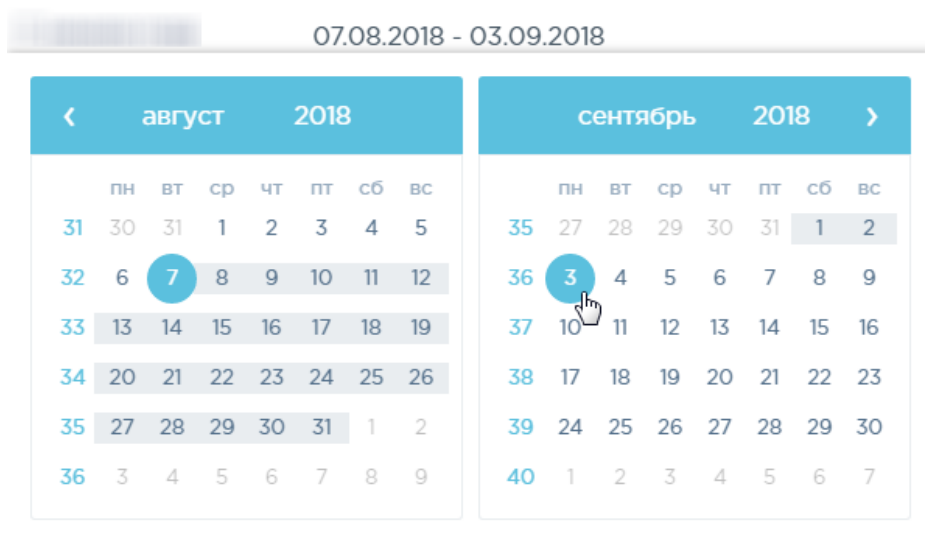 07.08.2018 - 03.09.2018
август 2018
пн вт ср чт пт сб вс
31 30 31 1 2 3 4 5
32 6 7 8 9 10 11 12
33 13 14 15 16 17 18 19
34 20 21 22 23 24 25 26
35 27 28 29 30 31 1 2
36 3 4 5 6 7 8 9
сентябрь 2018
пн вт ср чт пт сб вс
35 27 28 29 30 31 1 2
36 3 4 5 6 7 8 9
37 10 11 12 13 14 15 16
38 17 18 19 20 21 22 23
39 24 25 26 27 28 29 30
40 1 2 3 4 5 6 7